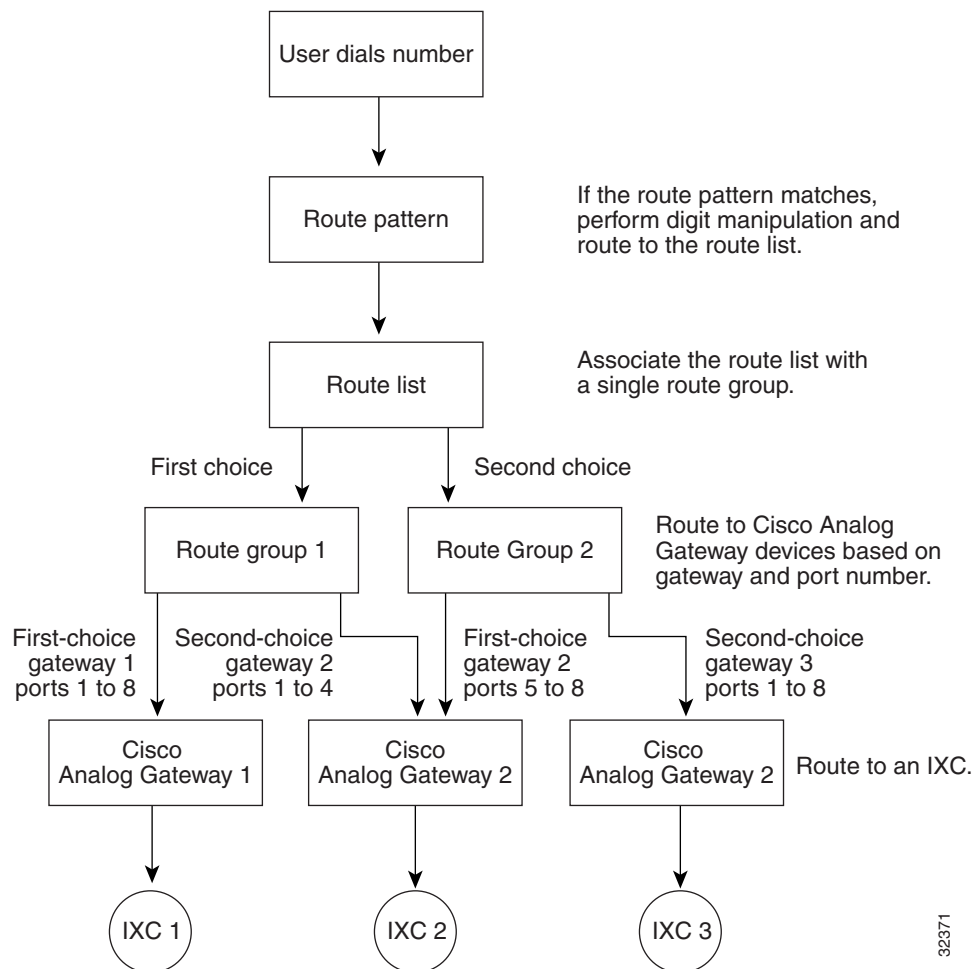 User dials number
Route pattern
If the route pattern matches,
perform digit manipulation and
route to the route list.
Route list
Associate the route list with
a single route group.
First choice
Second choice
Route group 1
Route Group 2
Route to Cisco Analog
Gateway devices based on
gateway and port number.
First-choice
gateway 1
ports 1 to 8
Second-choice
gateway 2
ports 1 to 4
First-choice
gateway 2
ports 5 to 8
Second-choice
gateway 3
ports 1 to 8
Cisco
Analog Gateway 1
Cisco
Analog Gateway 2
Cisco
Analog Gateway 2
Route to an IXC.
IXC 1
IXC 2
IXC 3
32371